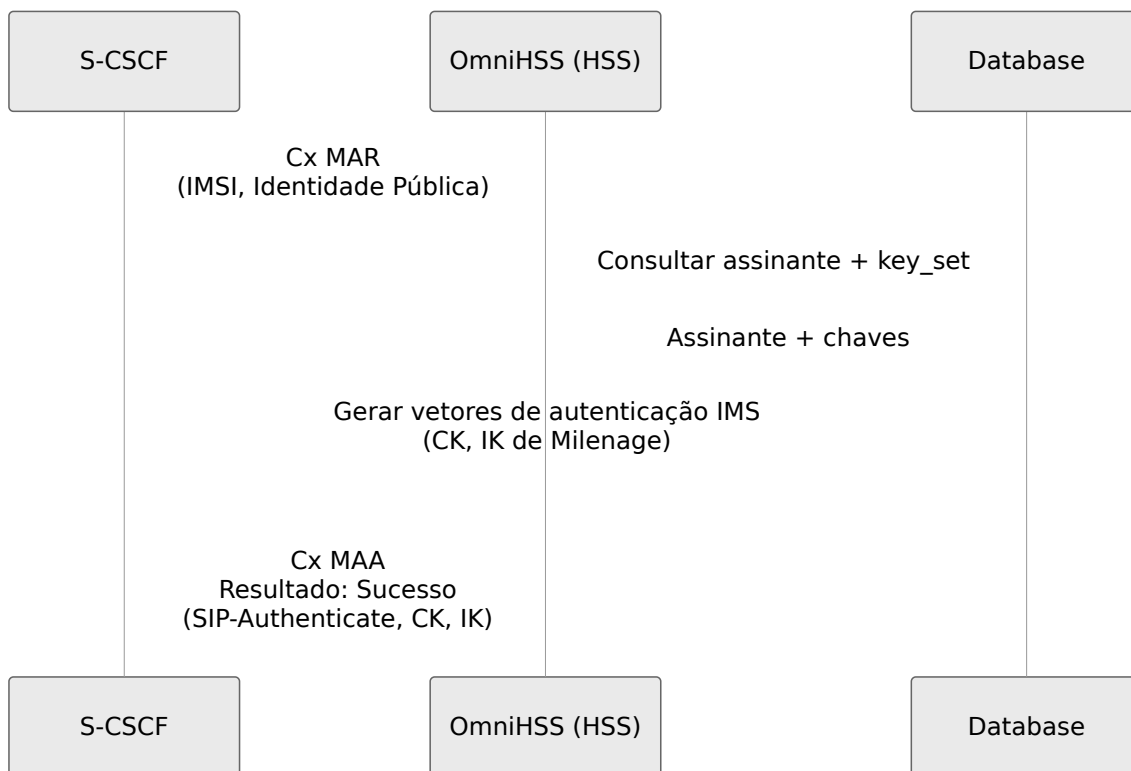 S-CSCF
OmniHSS (HSS)
Database
Cx MAR
(IMSI, Identidade Pública)
Consultar assinante + key_set
Assinante + chaves
Gerar vetores de autenticação IMS
(CK, IK de Milenage)
Cx MAA
Resultado: Sucesso
(SIP-Authenticate, CK, IK)
S-CSCF
OmniHSS (HSS)
Database